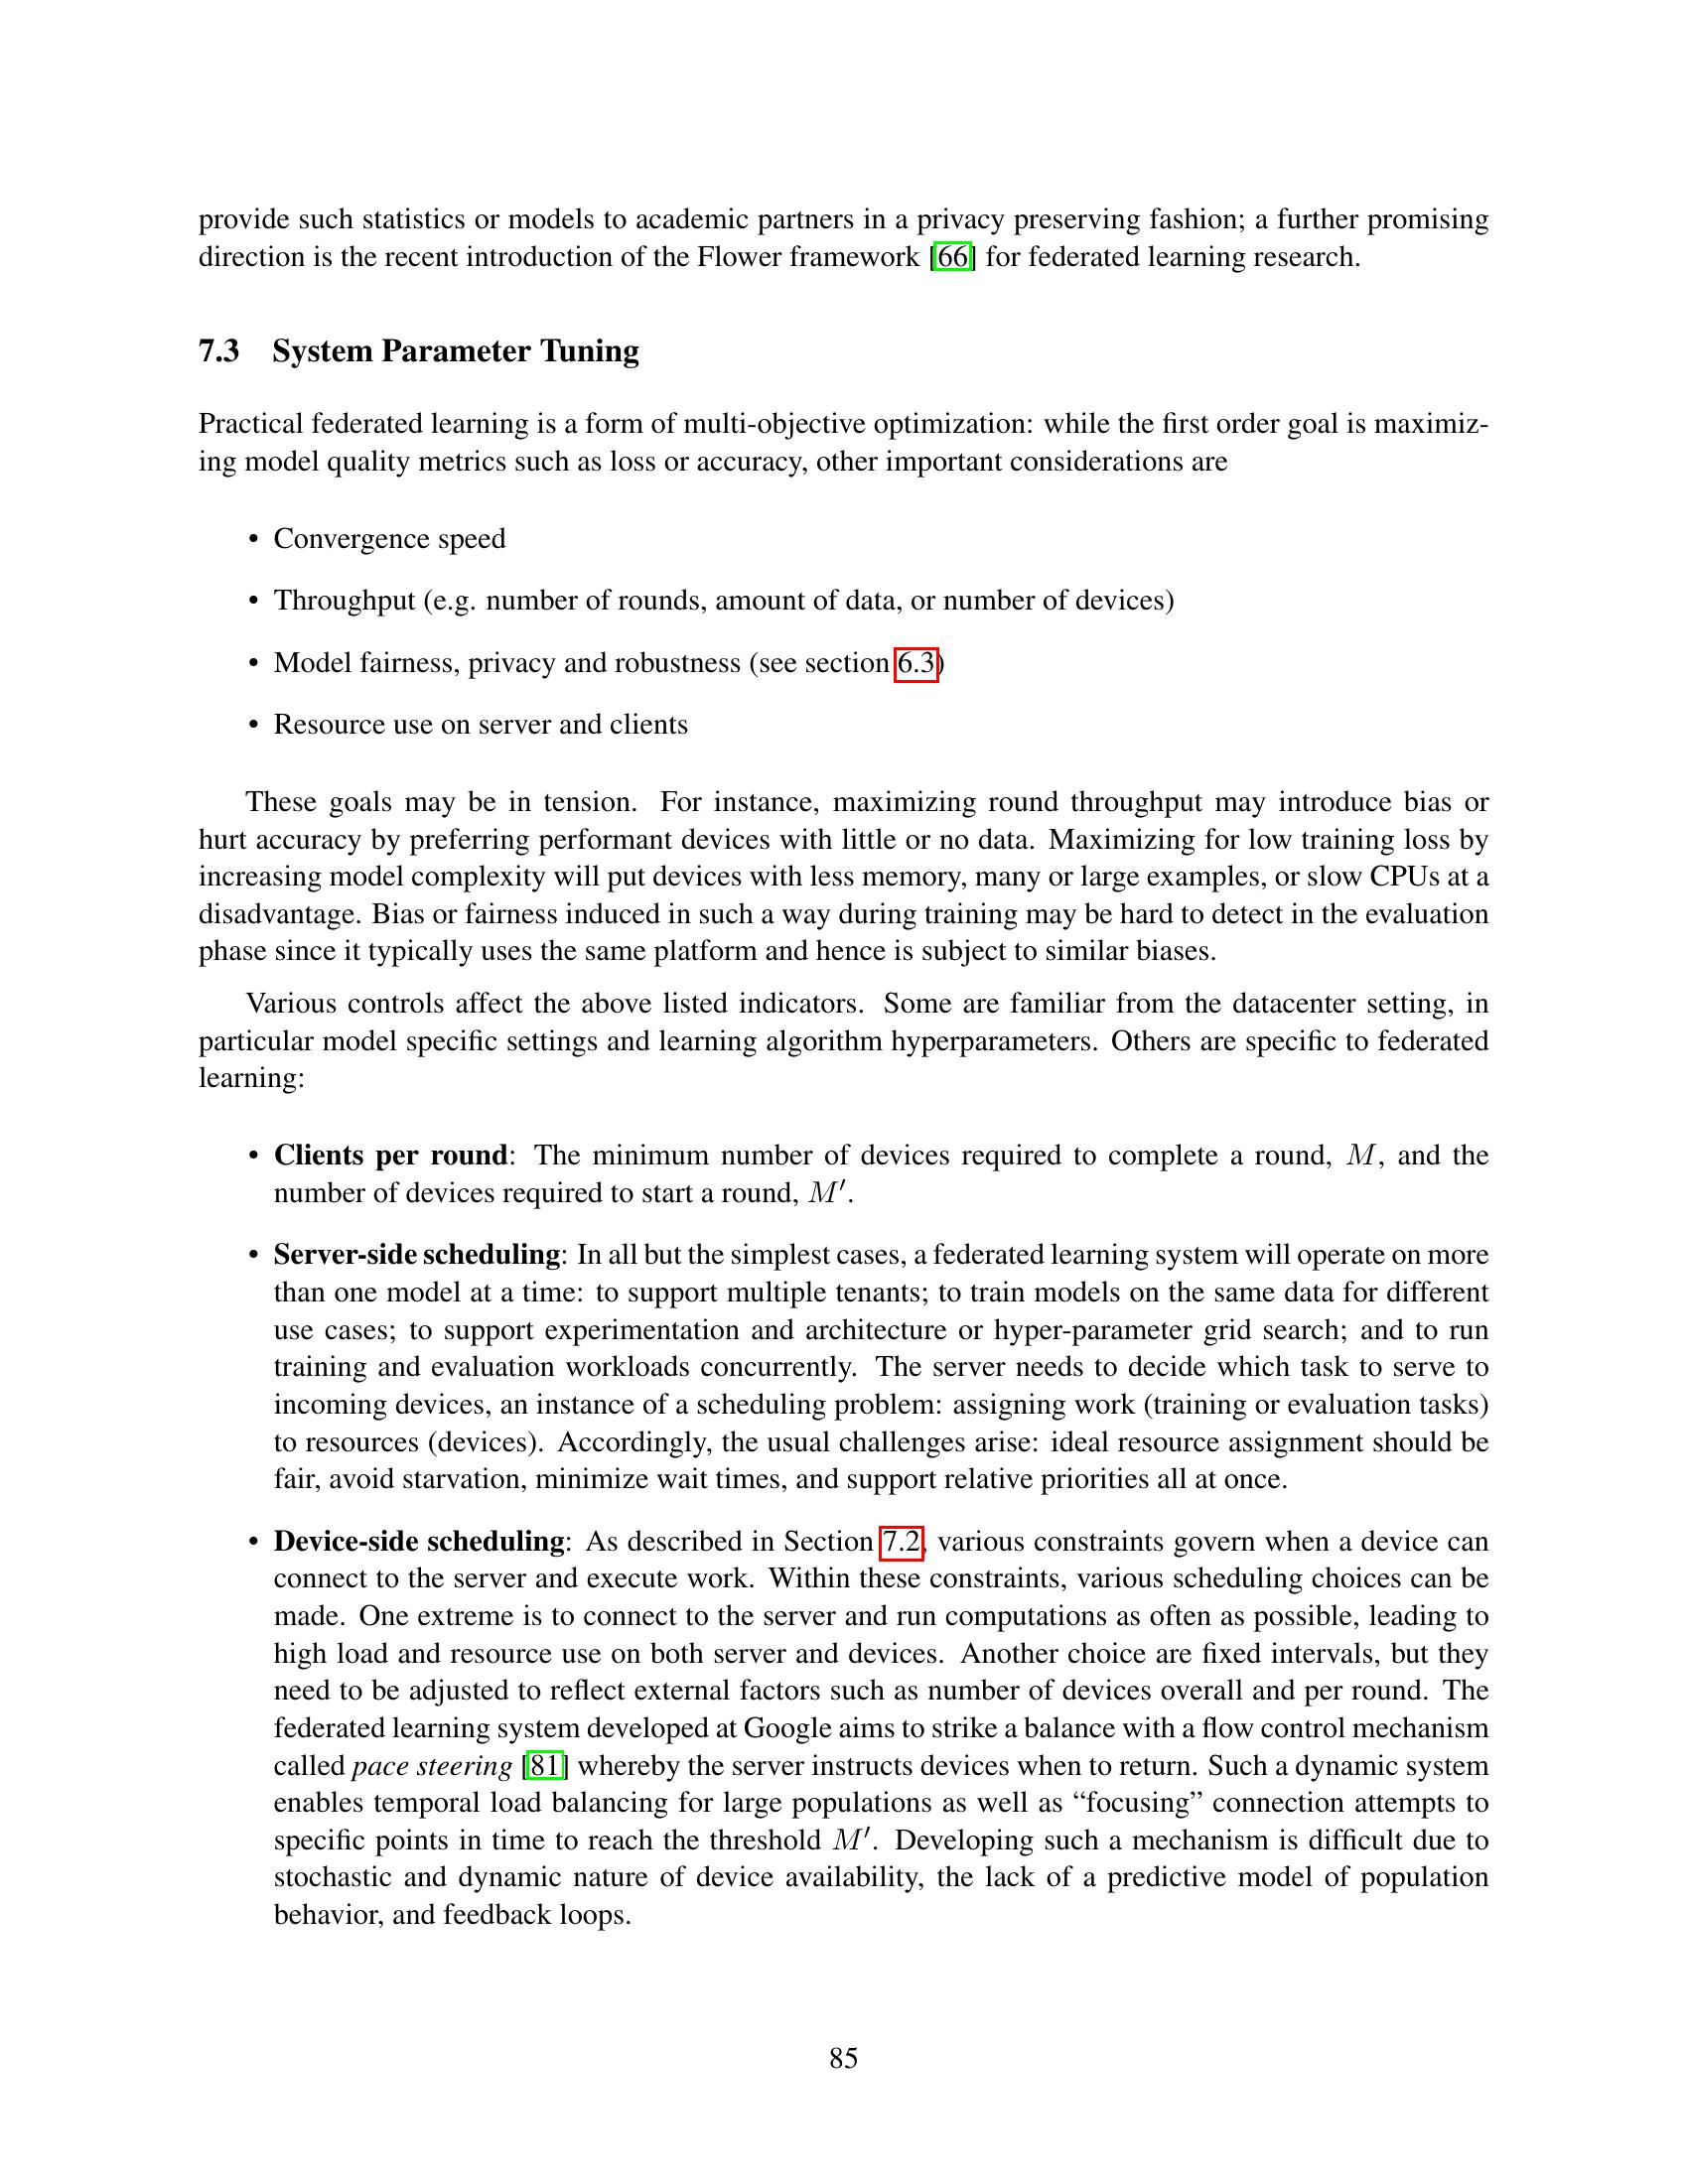 provide such statistics or models to academic partners in a privacy preserving fashion; a further promising
direction is the recent introduction of the Flower framework [66] for federated learning research.
7.3 System Parameter Tuning
Practical federated learning is a form of multi-objective optimization: while the first order goal is maximiz-
ing model quality metrics such as loss or accuracy, other important considerations are
• Convergence speed
• Throughput (e.g. number of rounds, amount of data, or number of devices)
• Model fairness, privacy and robustness (see section 6.3)
• Resource use on server and clients
These goals may be in tension. For instance, maximizing round throughput may introduce bias or
hurt accuracy by preferring performant devices with little or no data. Maximizing for low training loss by
increasing model complexity will put devices with less memory, many or large examples, or slow CPUs at a
disadvantage. Bias or fairness induced in such a way during training may be hard to detect in the evaluation
phase since it typically uses the same platform and hence is subject to similar biases.
Various controls affect the above listed indicators. Some are familiar from the datacenter setting, in
particular model specific settings and learning algorithm hyperparameters. Others are specific to federated
learning:
• Clients per round: The minimum number of devices required to complete a round, M, and the
number of devices required to start a round, M′.
• Server-side scheduling: In all but the simplest cases, a federated learning system will operate on more
than one model at a time: to support multiple tenants; to train models on the same data for different
use cases; to support experimentation and architecture or hyper-parameter grid search; and to run
training and evaluation workloads concurrently. The server needs to decide which task to serve to
incoming devices, an instance of a scheduling problem: assigning work (training or evaluation tasks)
to resources (devices). Accordingly, the usual challenges arise: ideal resource assignment should be
fair, avoid starvation, minimize wait times, and support relative priorities all at once.
• Device-side scheduling: As described in Section 7.2, various constraints govern when a device can
connect to the server and execute work. Within these constraints, various scheduling choices can be
made. One extreme is to connect to the server and run computations as often as possible, leading to
high load and resource use on both server and devices. Another choice are fixed intervals, but they
need to be adjusted to reflect external factors such as number of devices overall and per round. The
federated learning system developed at Google aims to strike a balance with a flow control mechanism
called pace steering [81] whereby the server instructs devices when to return. Such a dynamic system
enables temporal load balancing for large populations as well as “focusing” connection attempts to
specific points in time to reach the threshold M′. Developing such a mechanism is difficult due to
stochastic and dynamic nature of device availability, the lack of a predictive model of population
behavior, and feedback loops.
85